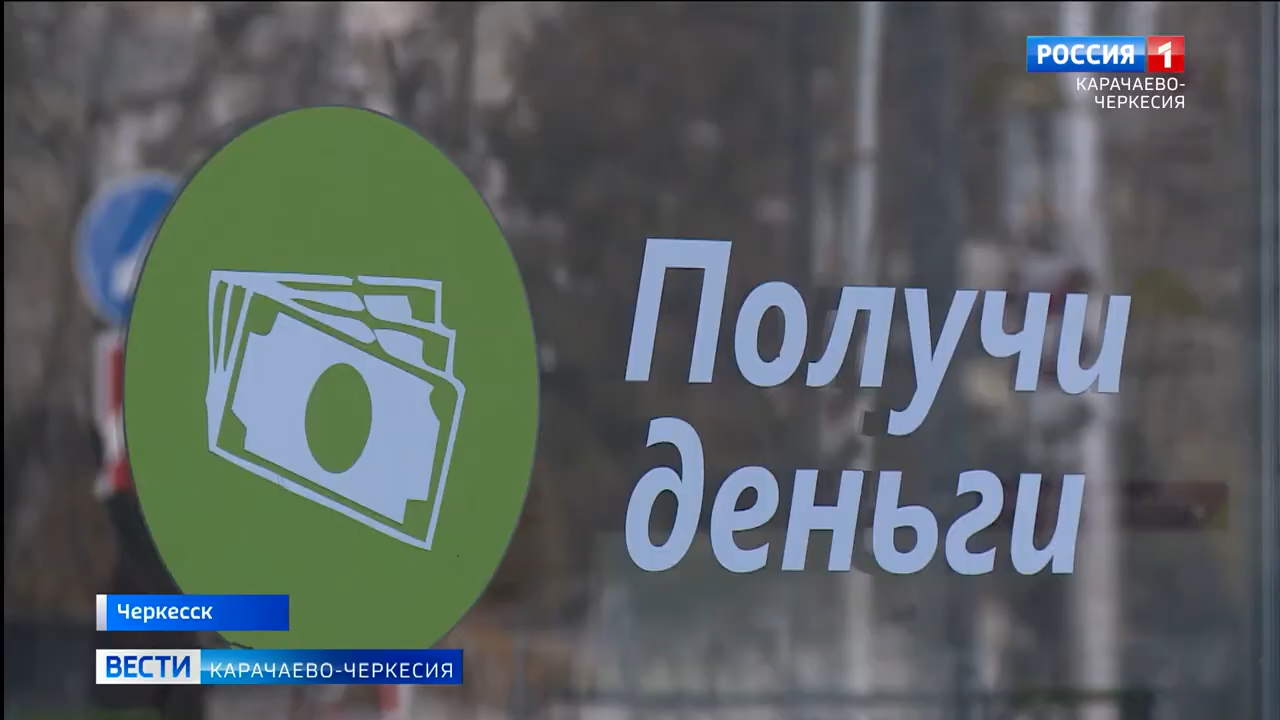 РОССИЯ 1
КАРАЧАЕВО-
ЧЕРКЕСИЯ
Получи
деньги
Черкесск
ВЕСТИ КАРАЧАЕВО-ЧЕРКЕСИЯ